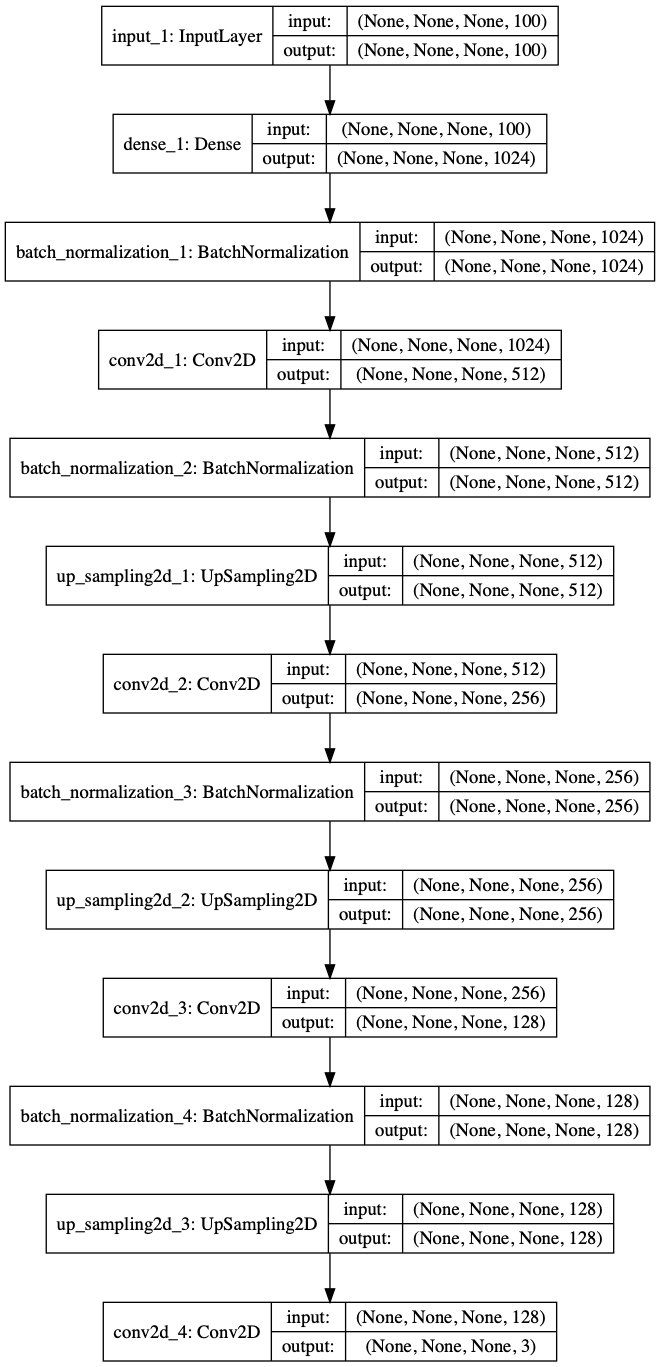 input_1: InputLayer
input: (None, None, None, 100)
output: (None, None, None, 100)
dense_1: Dense
input: (None, None, None, 100)
output: (None, None, None, 1024)
batch_normalization_1: BatchNormalization
input: (None, None, None, 1024)
output: (None, None, None, 1024)
conv2d_1: Conv2D
input: (None, None, None, 1024)
output: (None, None, None, 512)
batch_normalization_2: BatchNormalization
input: (None, None, None, 512)
output: (None, None, None, 512)
up_sampling2d_1: UpSampling2D
input: (None, None, None, 512)
output: (None, None, None, 512)
conv2d_2: Conv2D
input: (None, None, None, 512)
output: (None, None, None, 256)
batch_normalization_3: BatchNormalization
input: (None, None, None, 256)
output: (None, None, None, 256)
up_sampling2d_2: UpSampling2D
input: (None, None, None, 256)
output: (None, None, None, 256)
conv2d_3: Conv2D
input: (None, None, None, 256)
output: (None, None, None, 128)
batch_normalization_4: BatchNormalization
input: (None, None, None, 128)
output: (None, None, None, 128)
up_sampling2d_3: UpSampling2D
input: (None, None, None, 128)
output: (None, None, None, 128)
conv2d_4: Conv2D
input: (None, None, None, 128)
output: (None, None, None, 3)